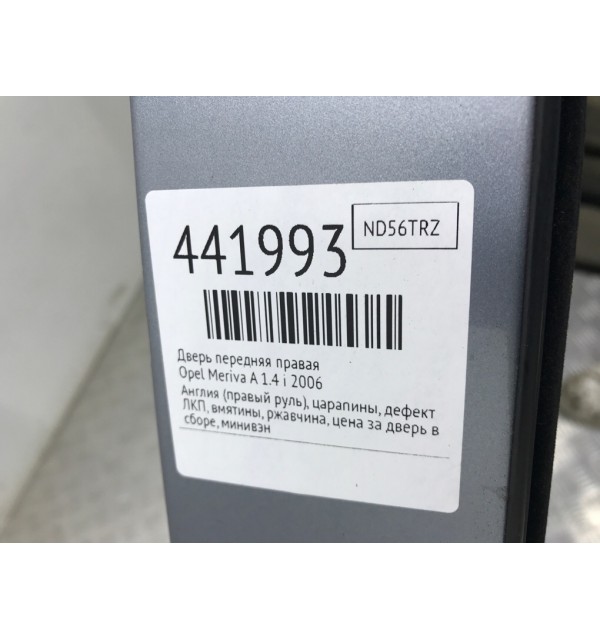 441993
ND56TRZ
Дверь передняя правая
Opel Meriva A 1.4 i 2006
Англия (правый руль), царапины, дефект
ЛКП, вмятины, ржавчина, цена за дверь в
сборе, минивэн